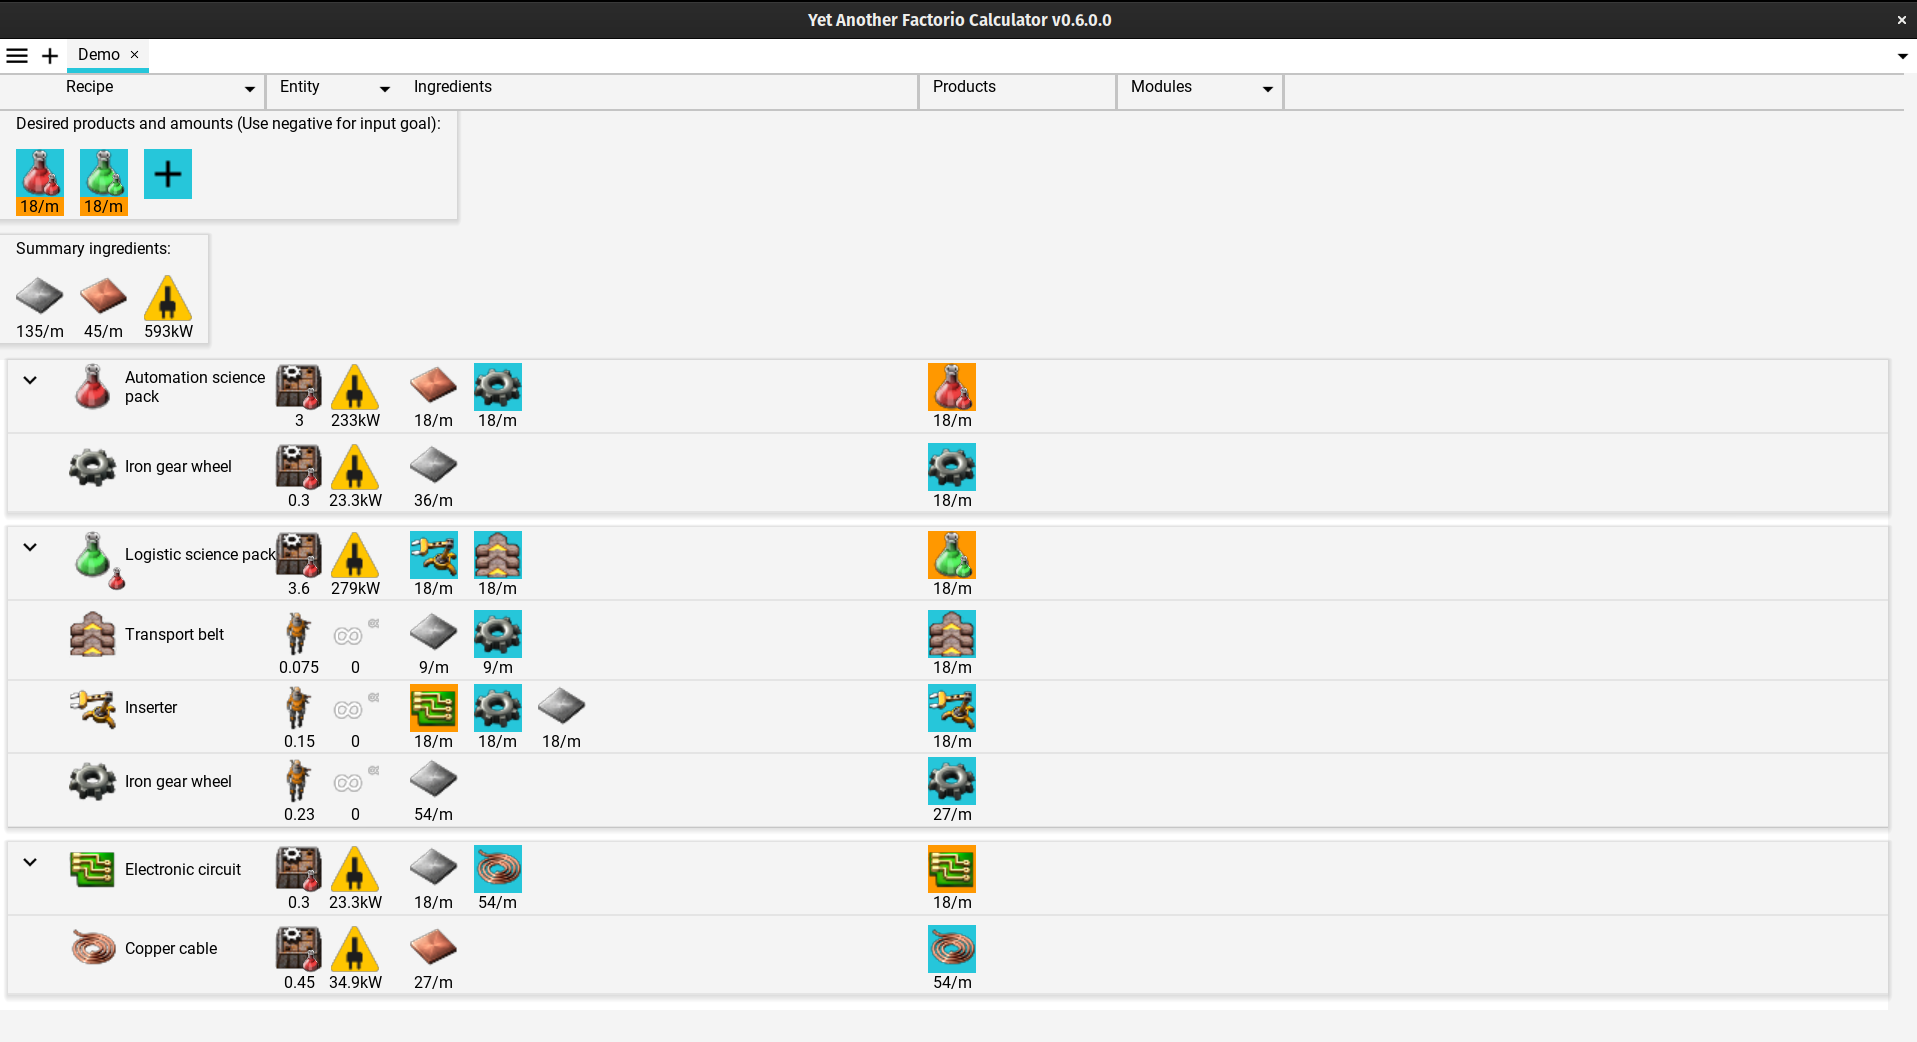 Yet Another Factorio Calculator v0.6.0.0
Demo
Recipe Entity Ingredients Products Modules
Desired products and amounts (Use negative for input goal):
18/m 18/m
Summary ingredients:
135/m 45/m 593kW
Automation science
pack
3 233kW 18/m 18/m 18/m
Iron gear wheel
0.3 23.3kW 36/m 18/m
Logistic science pack
3.6 279kW 18/m 18/m 18/m
Transport belt
0.075 0 9/m 9/m 18/m
Inserter
0.15 0 18/m 18/m 18/m 18/m
Iron gear wheel
0.23 0 54/m 27/m
Electronic circuit
0.3 23.3kW 18/m 54/m 18/m
Copper cable
0.45 34.9kW 27/m 54/m